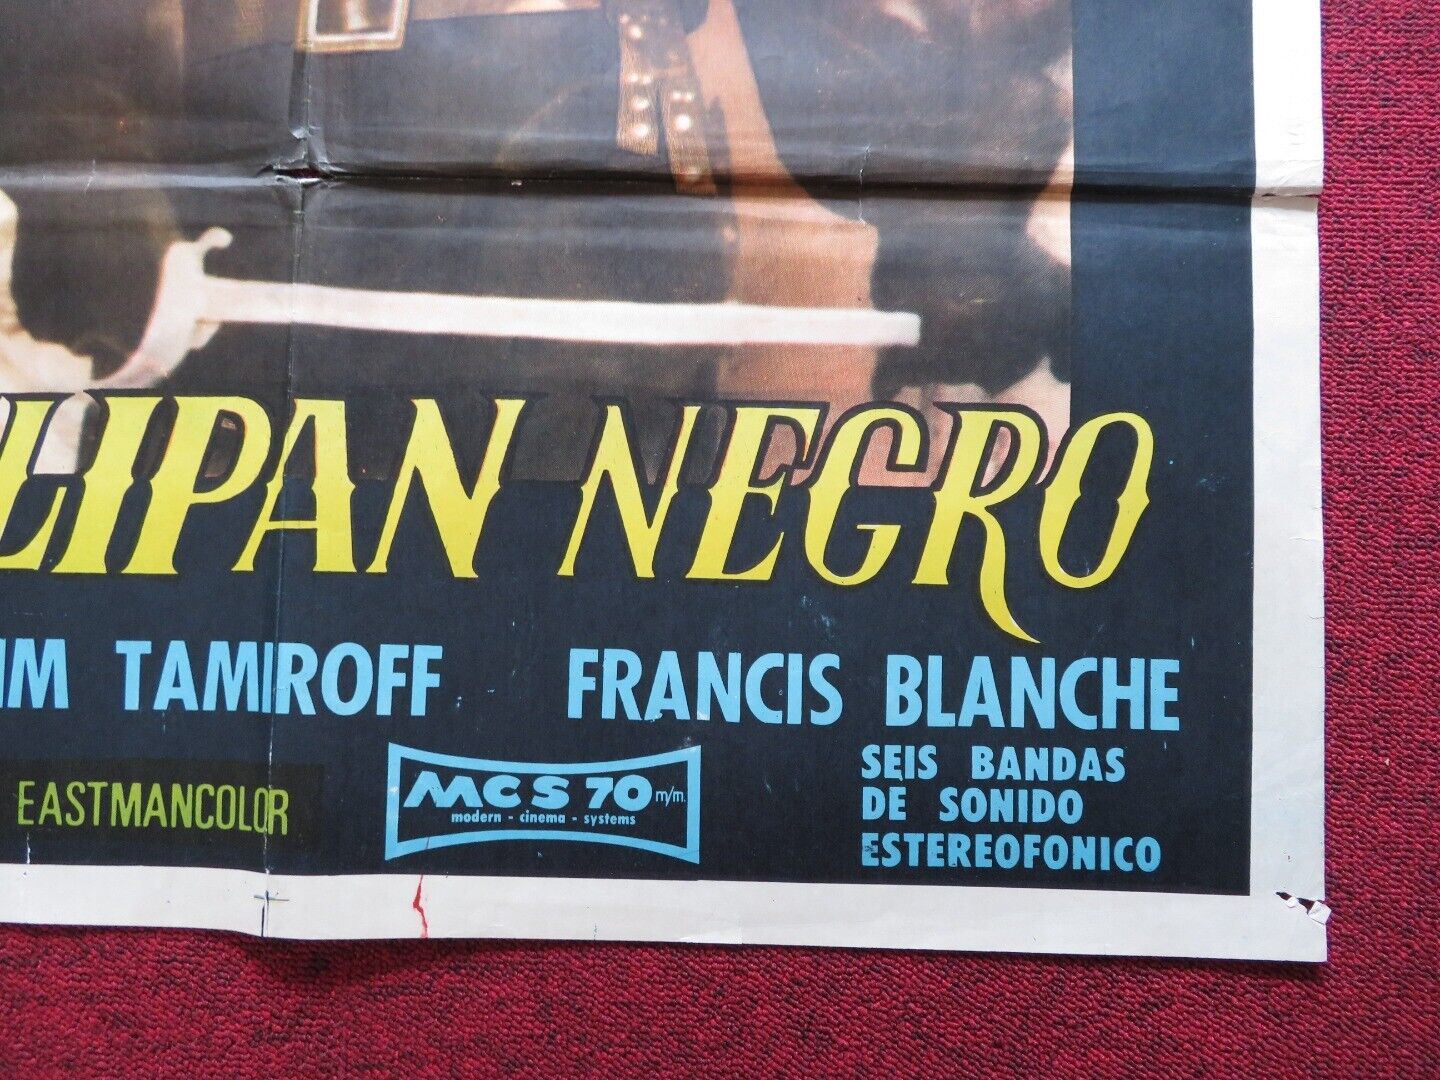 LIPAN NEGRO
IM TAMIROFF FRANCIS BLANCHE
EASTMANCOLOR
MCS 70 m/m.
modern - cinema - systems
SEIS BANDAS
DE SONIDO
ESTEREOFONICO